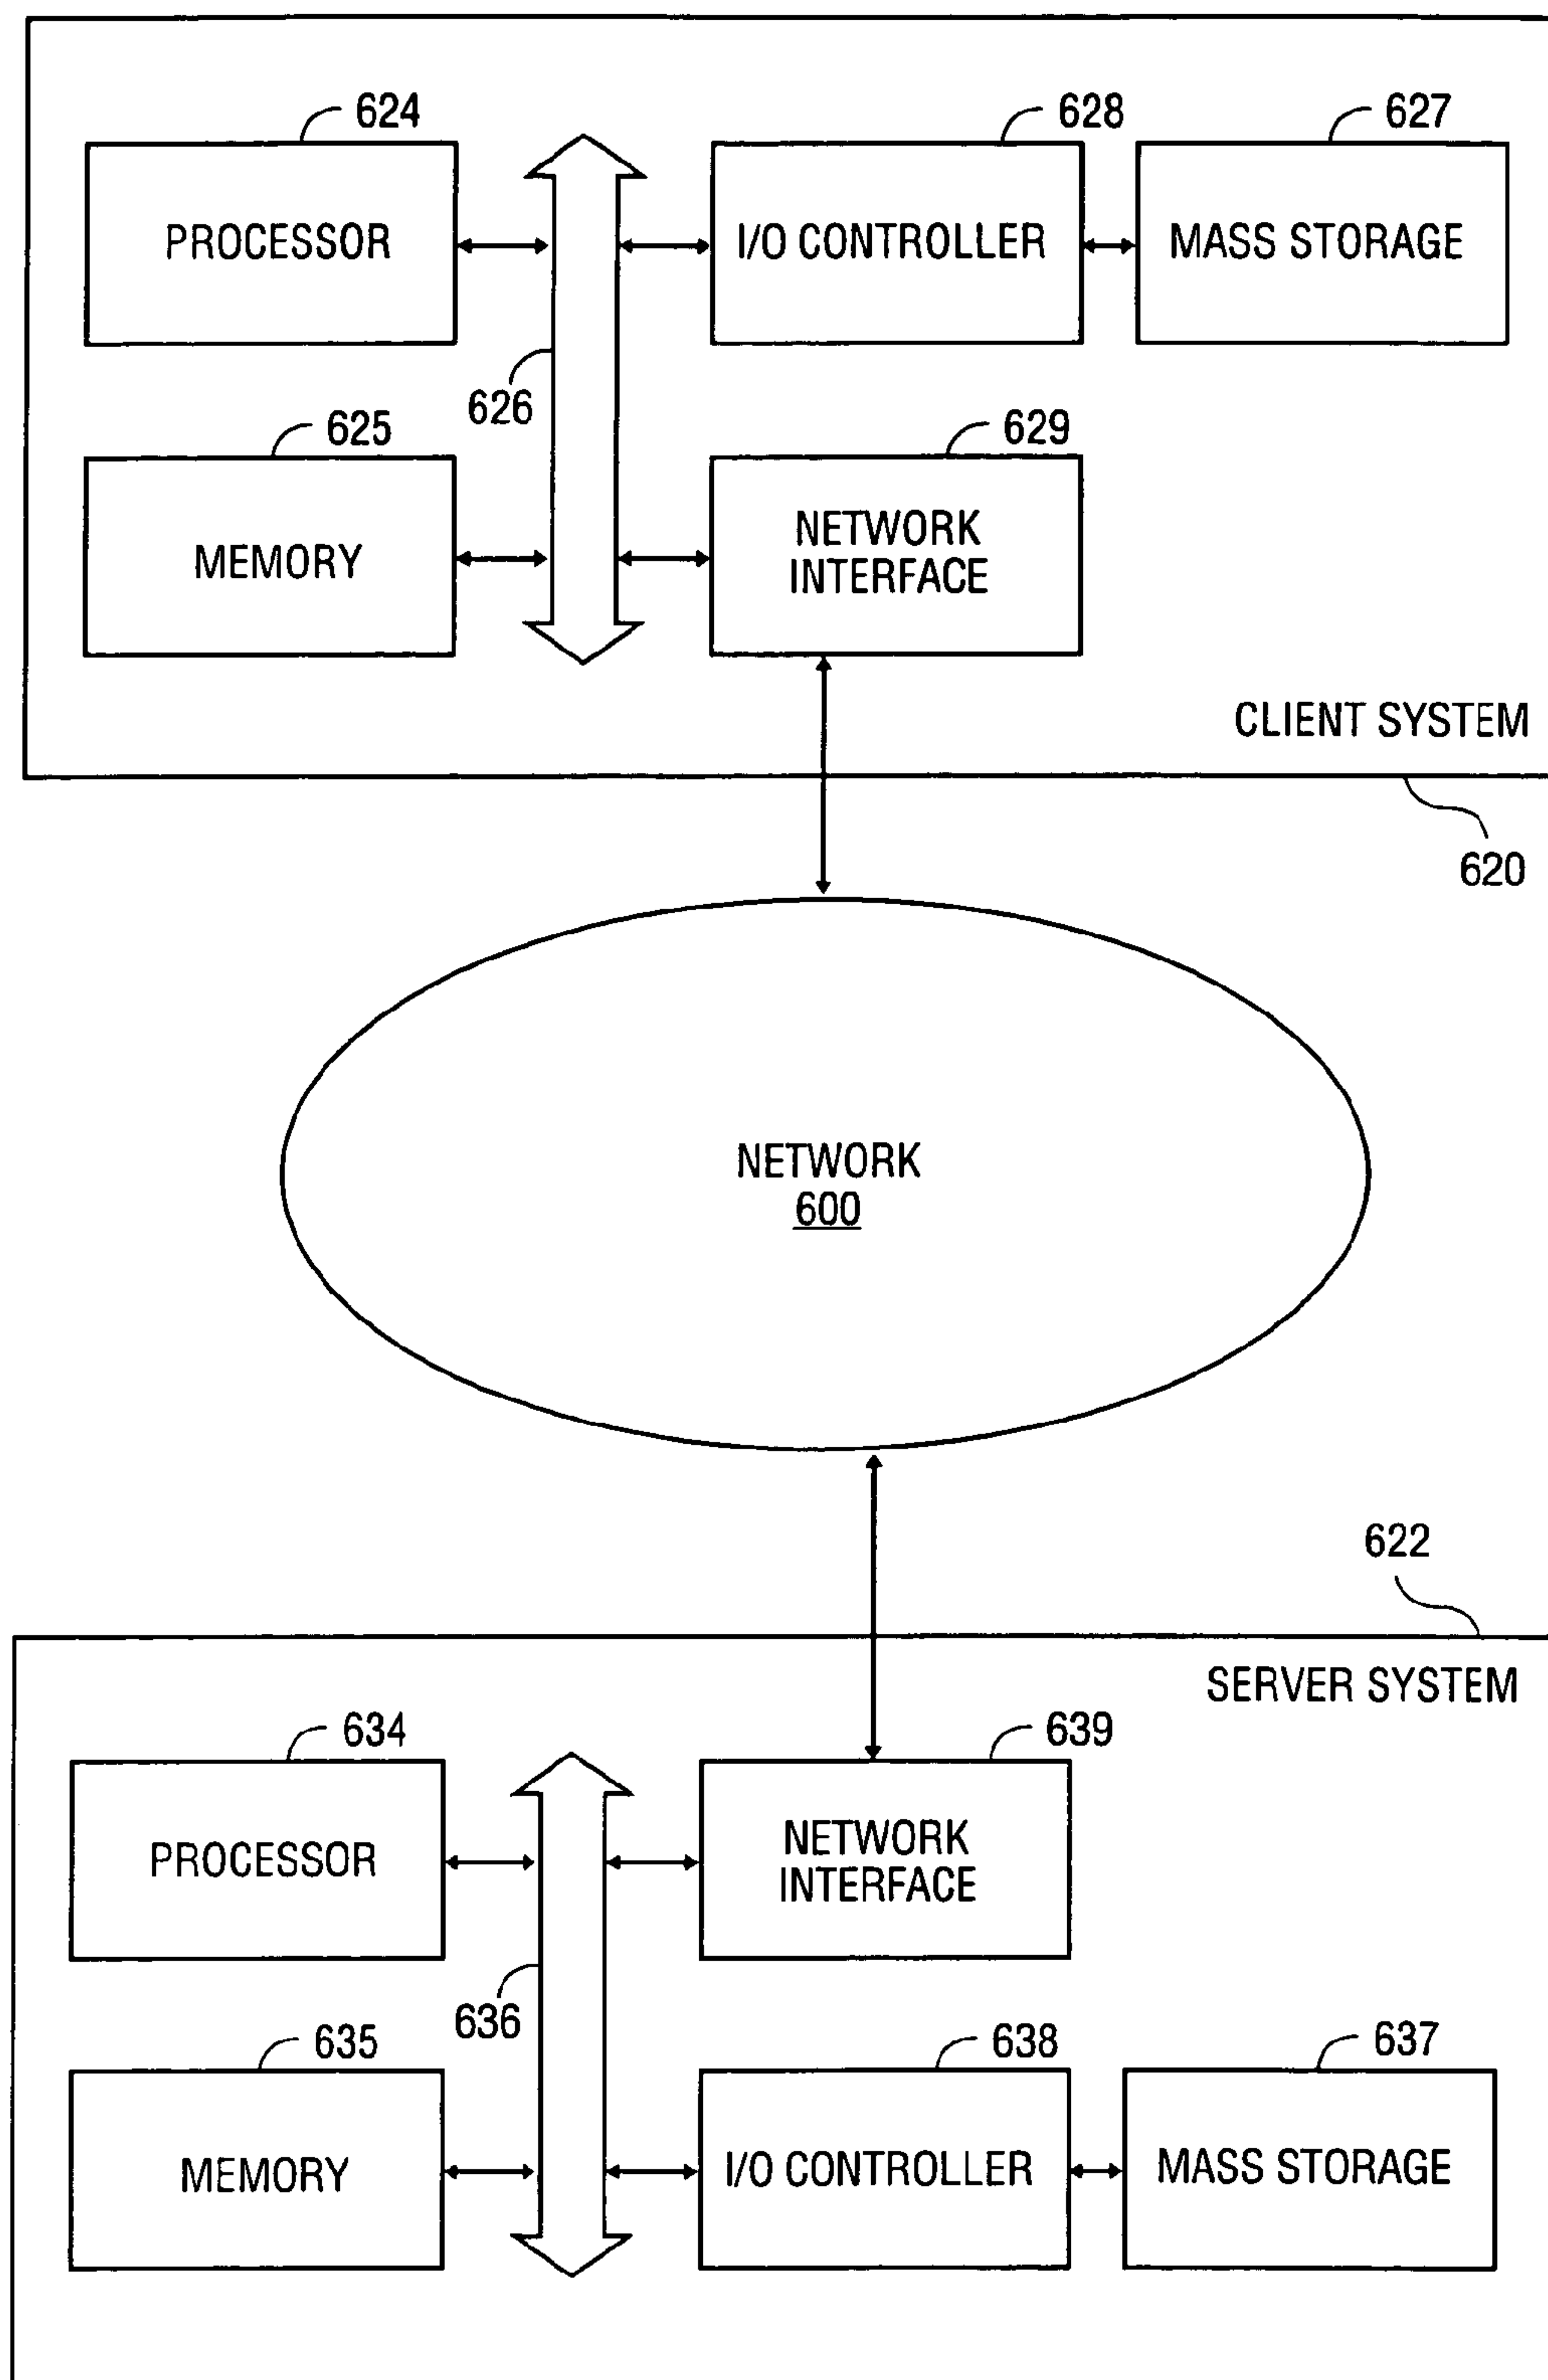 624
628
627
PROCESSOR
I/O CONTROLLER
MASS STORAGE
626
625
629
MEMORY
NETWORK
INTERFACE
CLIENT SYSTEM
620
NETWORK
600
622
SERVER SYSTEM
634
639
PROCESSOR
NETWORK
INTERFACE
636
635
638
637
MEMORY
I/O CONTROLLER
MASS STORAGE